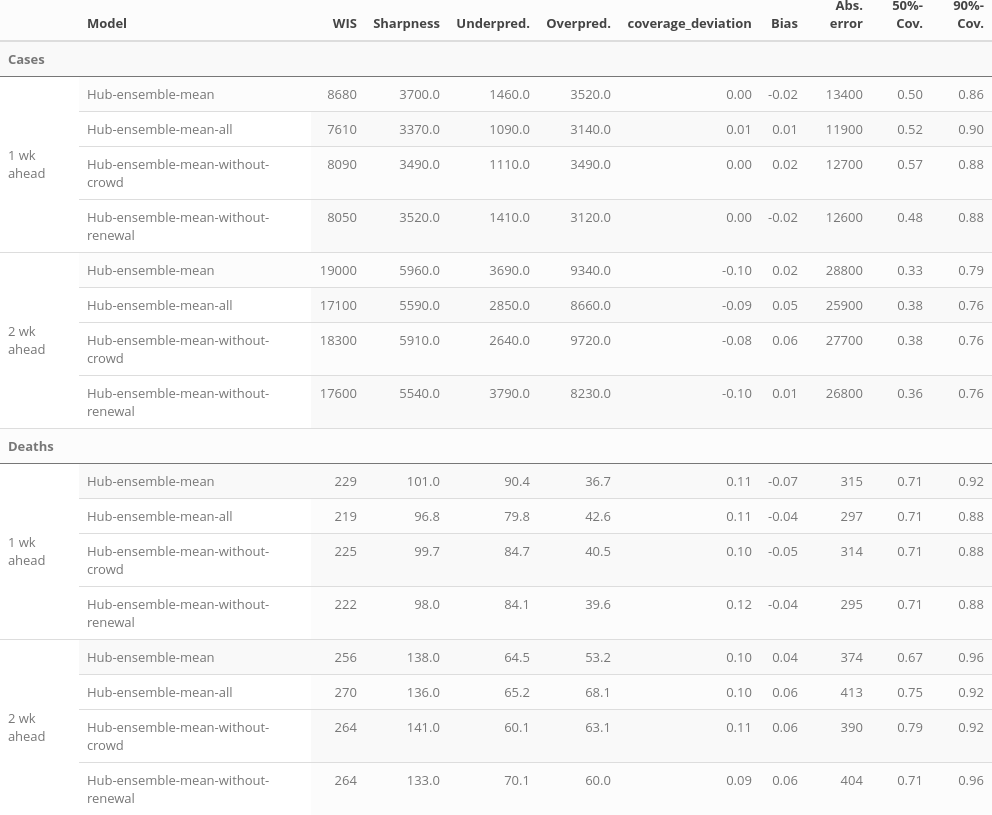 Model WIS Sharpness Underpred. Overpred. coverage_deviation Bias Abs. error 50%-Cov. 90%-Cov.
Cases
1 wk ahead
Hub-ensemble-mean 8680 3700.0 1460.0 3520.0 0.00 -0.02 13400 0.50 0.86
Hub-ensemble-mean-all 7610 3370.0 1090.0 3140.0 0.01 0.01 11900 0.52 0.90
Hub-ensemble-mean-without-crowd 8090 3490.0 1110.0 3490.0 0.00 0.02 12700 0.57 0.88
Hub-ensemble-mean-without-renewal 8050 3520.0 1410.0 3120.0 0.00 -0.02 12600 0.48 0.88
2 wk ahead
Hub-ensemble-mean 19000 5960.0 3690.0 9340.0 -0.10 0.02 28800 0.33 0.79
Hub-ensemble-mean-all 17100 5590.0 2850.0 8660.0 -0.09 0.05 25900 0.38 0.76
Hub-ensemble-mean-without-crowd 18300 5910.0 2640.0 9720.0 -0.08 0.06 27700 0.38 0.76
Hub-ensemble-mean-without-renewal 17600 5540.0 3790.0 8230.0 -0.10 0.01 26800 0.36 0.76
Deaths
1 wk ahead
Hub-ensemble-mean 229 101.0 90.4 36.7 0.11 -0.07 315 0.71 0.92
Hub-ensemble-mean-all 219 96.8 79.8 42.6 0.11 -0.04 297 0.71 0.88
Hub-ensemble-mean-without-crowd 225 99.7 84.7 40.5 0.10 -0.05 314 0.71 0.88
Hub-ensemble-mean-without-renewal 222 98.0 84.1 39.6 0.12 -0.04 295 0.71 0.88
2 wk ahead
Hub-ensemble-mean 256 138.0 64.5 53.2 0.10 0.04 374 0.67 0.96
Hub-ensemble-mean-all 270 136.0 65.2 68.1 0.10 0.06 413 0.75 0.92
Hub-ensemble-mean-without-crowd 264 141.0 60.1 63.1 0.11 0.06 390 0.79 0.92
Hub-ensemble-mean-without-renewal 264 133.0 70.1 60.0 0.09 0.06 404 0.71 0.96